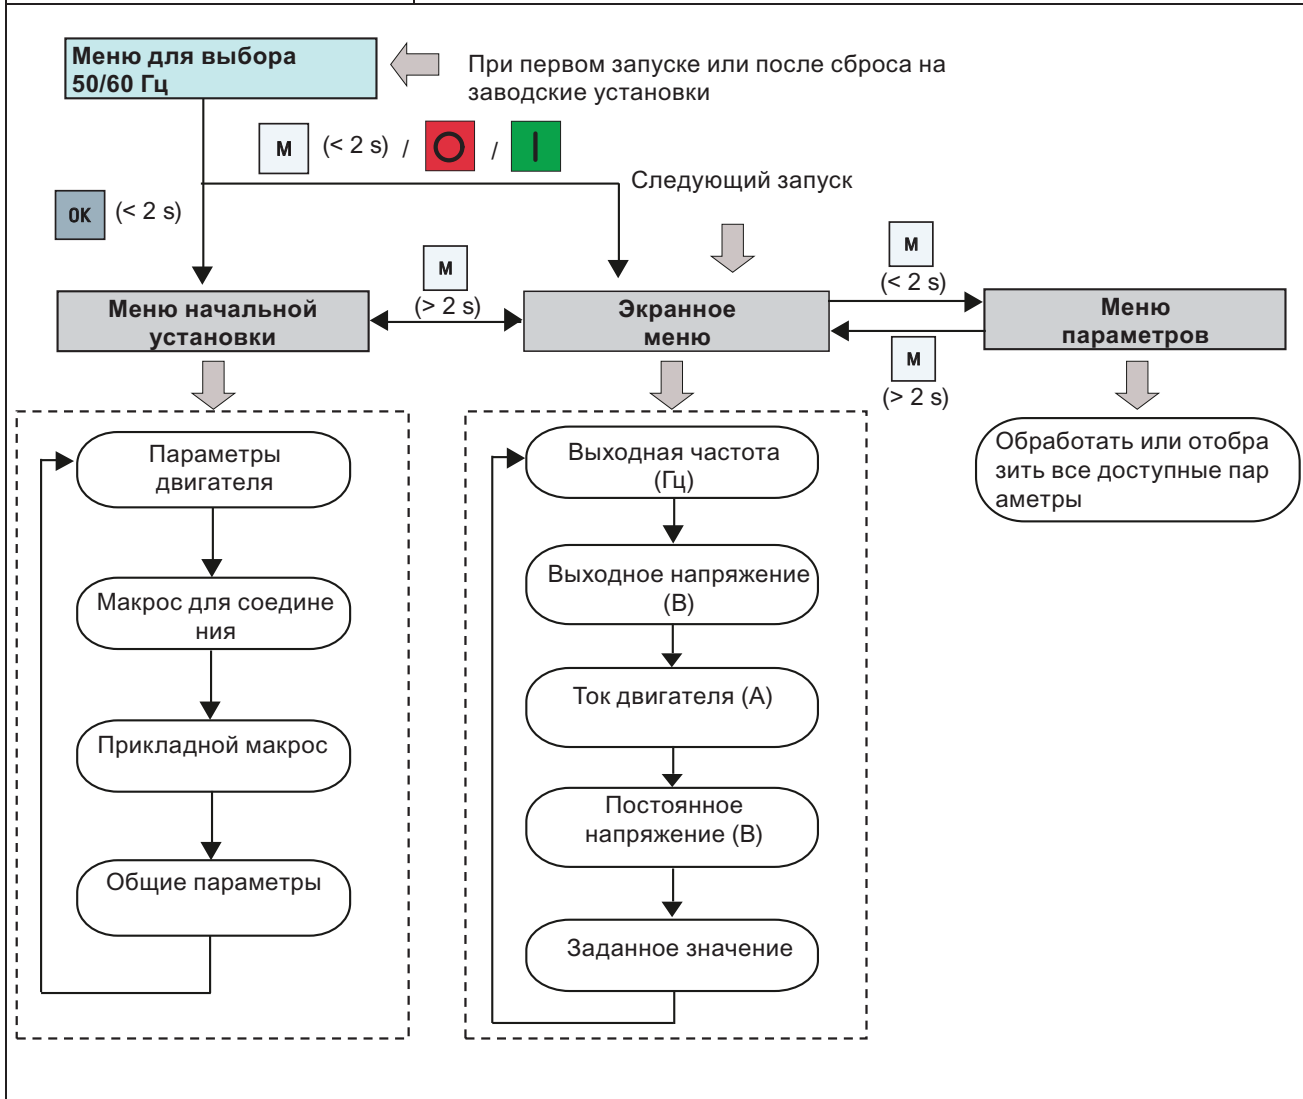 Меню для выбора
50/60 Гц
При первом запуске или после сброса на
заводские установки
M (< 2 s) / /
Следующий запуск
OK (< 2 s)
M
(> 2 s)
M
(< 2 s)
Меню начальной
установки
Экранное
меню
Меню
параметров
M
(> 2 s)
Параметры
двигателя
Макрос для соедине
ния
Прикладной макрос
Общие параметры
Выходная частота
(Гц)
Выходное напряжение
(В)
Ток двигателя (А)
Постоянное
напряжение (В)
Заданное значение
Обработать или отобра
зить все доступные пар
аметры